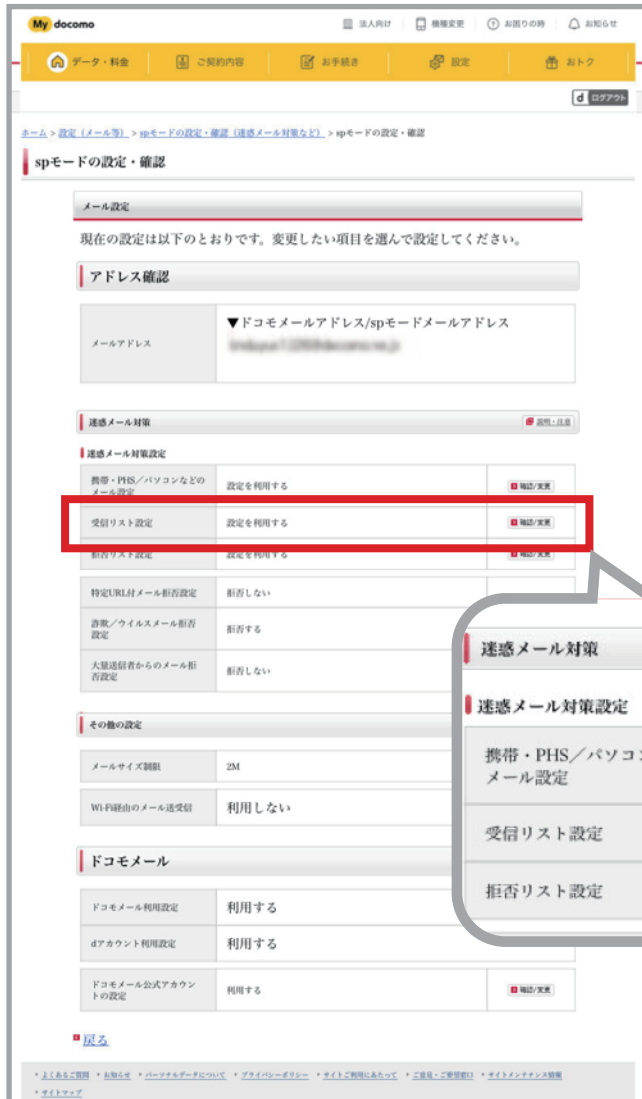 My docomo
法人向け 機種変更 お困りの時 お知らせ
データ・料金 ご契約内容 お手続き 設定 おトク
d ログアウト
ホーム > 設定（メール等） > spモードの設定・確認（迷惑メール対策など） > spモードの設定・確認
spモードの設定・確認
メール設定
現在の設定は以下のとおりです。変更したい項目を選んで設定してください。
アドレス確認
メールアドレス
▼ドコモメールアドレス/spモードメールアドレス
迷惑メール対策 説明・注意
迷惑メール対策設定
携帯・PHS／パソコンなどの
メール設定
設定を利用する 確認/変更
受信リスト設定 設定を利用する 確認/変更
拒否リスト設定 設定を利用する 確認/変更
特定URL付メール拒否設定 拒否しない
詐欺／ウイルスメール拒否
設定
拒否する
大量送信者からのメール拒
否設定
拒否しない
その他の設定
メールサイズ制限 2M
Wi-Fi経由のメール送受信 利用しない
ドコモメール
ドコモメール利用設定 利用する
dアカウント利用設定 利用する
ドコモメール公式アカウン
トの設定
利用する 確認/変更
戻る
よくあるご質問 お知らせ パーソナルデータについて プライバシーポリシー サイトご利用にあたって ご意見・ご要望窓口 サイトメンテナンス情報
サイトマップ
迷惑メール対策
迷惑メール対策設定
携帯・PHS／パソコ
メール設定
受信リスト設定
拒否リスト設定